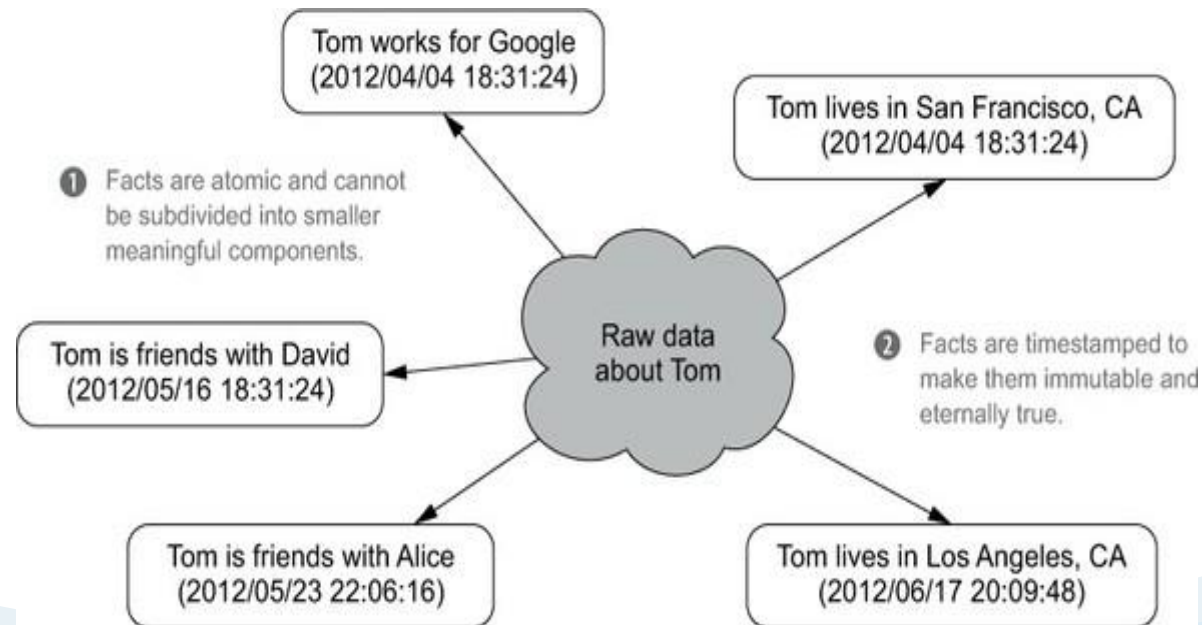 Tom works for Google
(2012/04/04 18:31:24)
Tom lives in San Francisco, CA
(2012/04/04 18:31:24)
1 Facts are atomic and cannot
be subdivided into smaller
meaningful components.
Raw data
about Tom
Tom is friends with David
(2012/05/16 18:31:24)
2 Facts are timestamped to
make them immutable and
eternally true.
Tom is friends with Alice
(2012/05/23 22:06:16)
Tom lives in Los Angeles, CA
(2012/06/17 20:09:48)